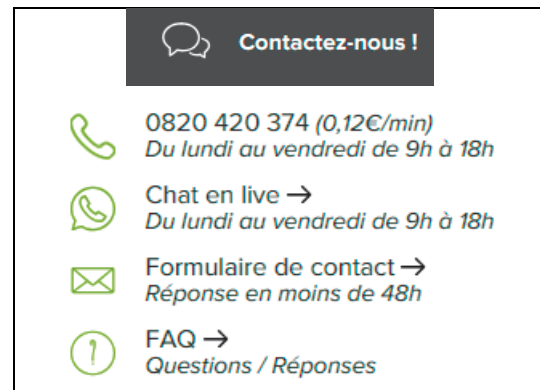 Contactez-nous !
0820 420 374 (0,12€/min)
Du lundi au vendredi de 9h à 18h
Chat en live →
Du lundi au vendredi de 9h à 18h
Formulaire de contact →
Réponse en moins de 48h
FAQ →
Questions / Réponses